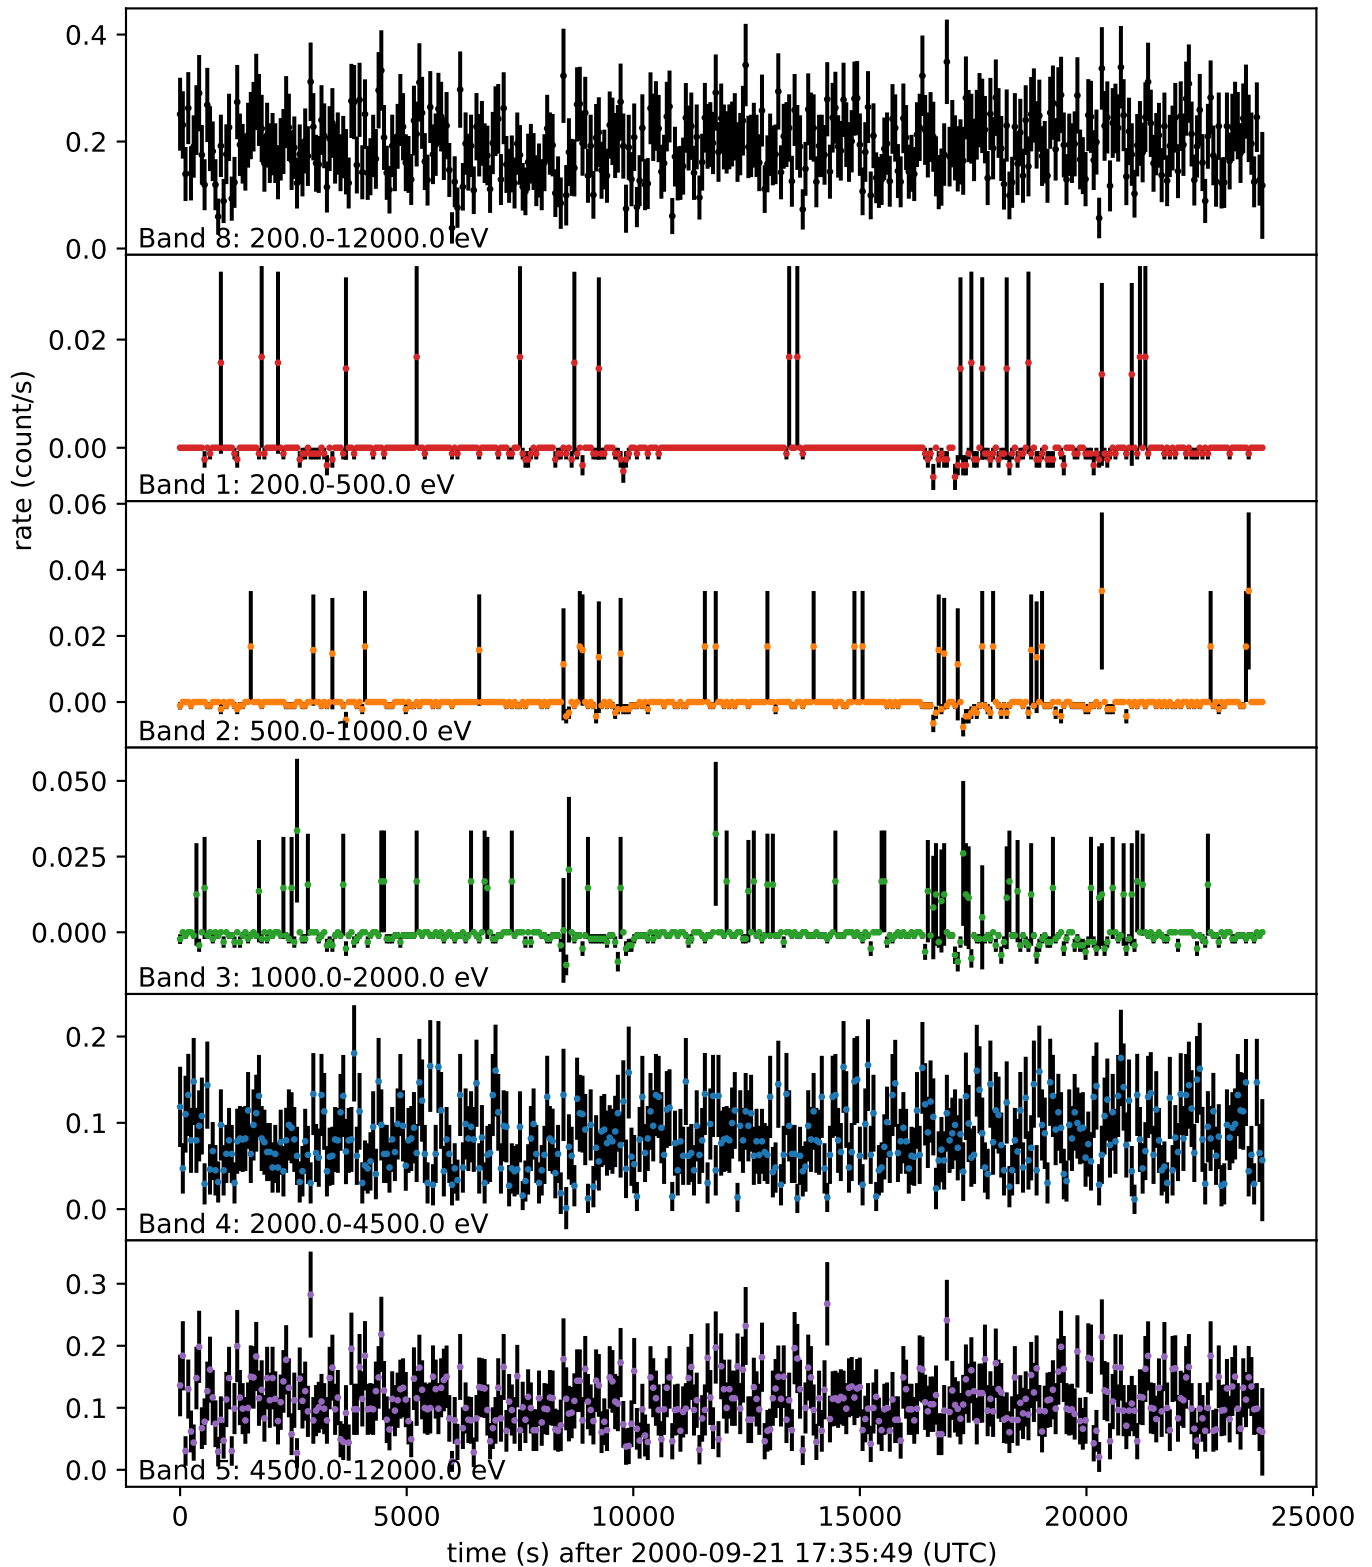 0.4
0.2
0.0
Band 8: 200.0-12000.0 eV
0.02
0.00
Band 1: 200.0-500.0 eV
rate (count/s)
0.06
0.04
0.02
0.00
Band 2: 500.0-1000.0 eV
0.050
0.025
0.000
Band 3: 1000.0-2000.0 eV
0.2
0.1
0.0
Band 4: 2000.0-4500.0 eV
0.3
0.2
0.1
0.0
Band 5: 4500.0-12000.0 eV
0 5000 10000 15000 20000 25000
time (s) after 2000-09-21 17:35:49 (UTC)